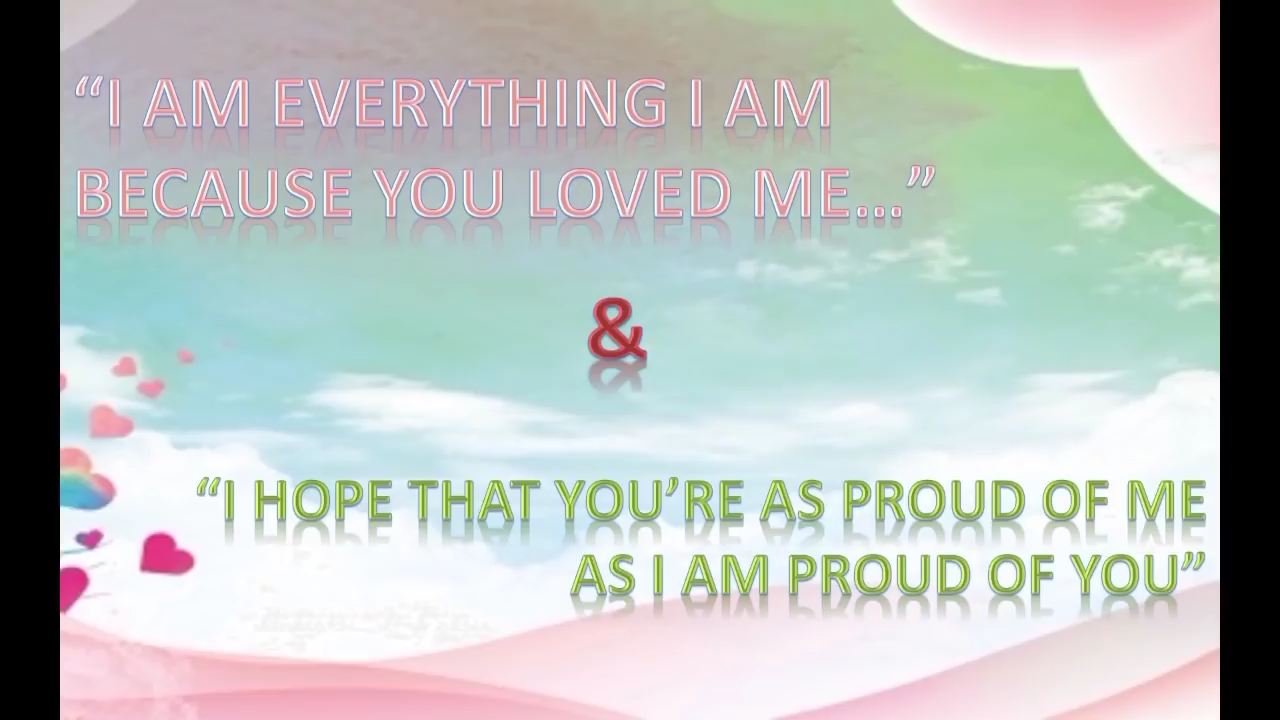 “I AM EVERYTHING I AM
BECAUSE YOU LOVED ME…”
&
“I HOPE THAT YOU’RE AS PROUD OF ME
AS I AM PROUD OF YOU”